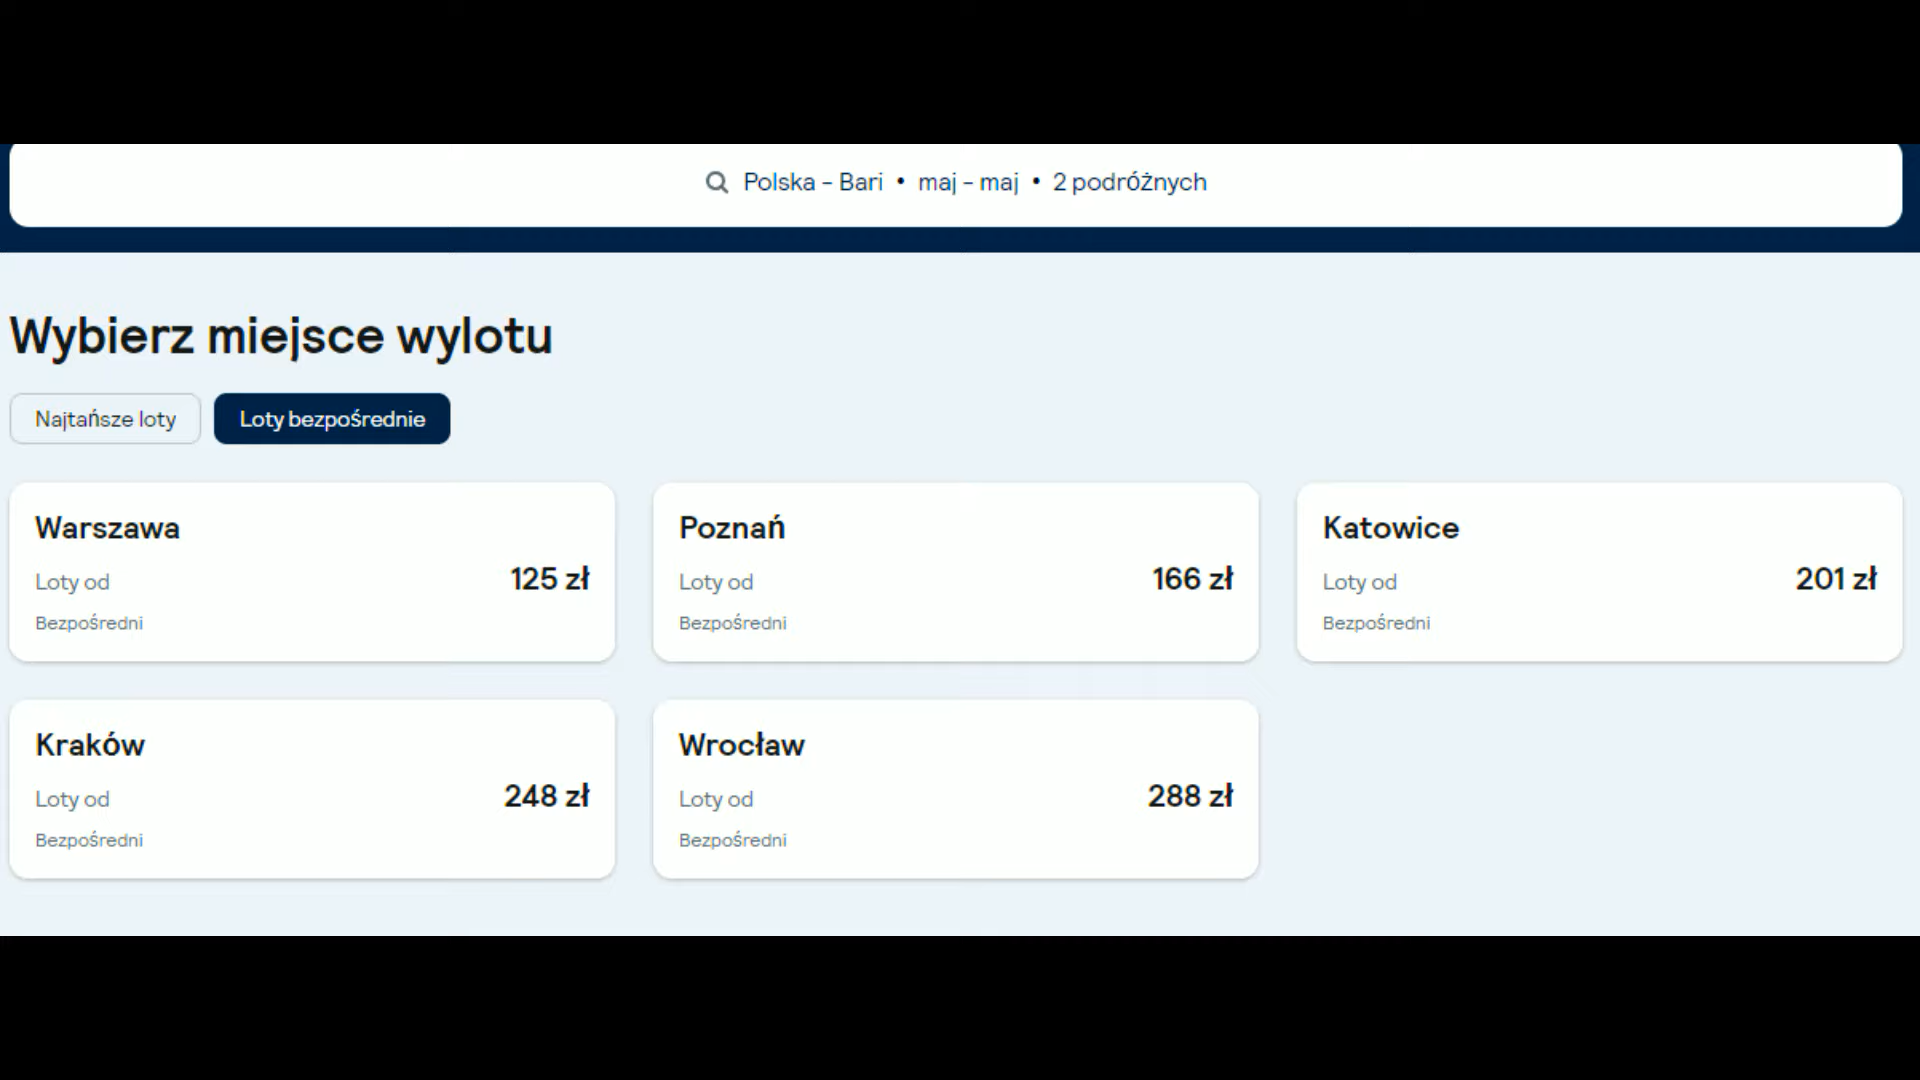 Polska - Bari • maj - maj • 2 podróżnych
Wybierz miejsce wylotu
Najtańsze loty
Loty bezpośrednie
Warszawa
Loty od
125 zł
Bezpośredni
Poznań
Loty od
166 zł
Bezpośredni
Katowice
Loty od
201 zł
Bezpośredni
Kraków
Loty od
248 zł
Bezpośredni
Wrocław
Loty od
288 zł
Bezpośredni